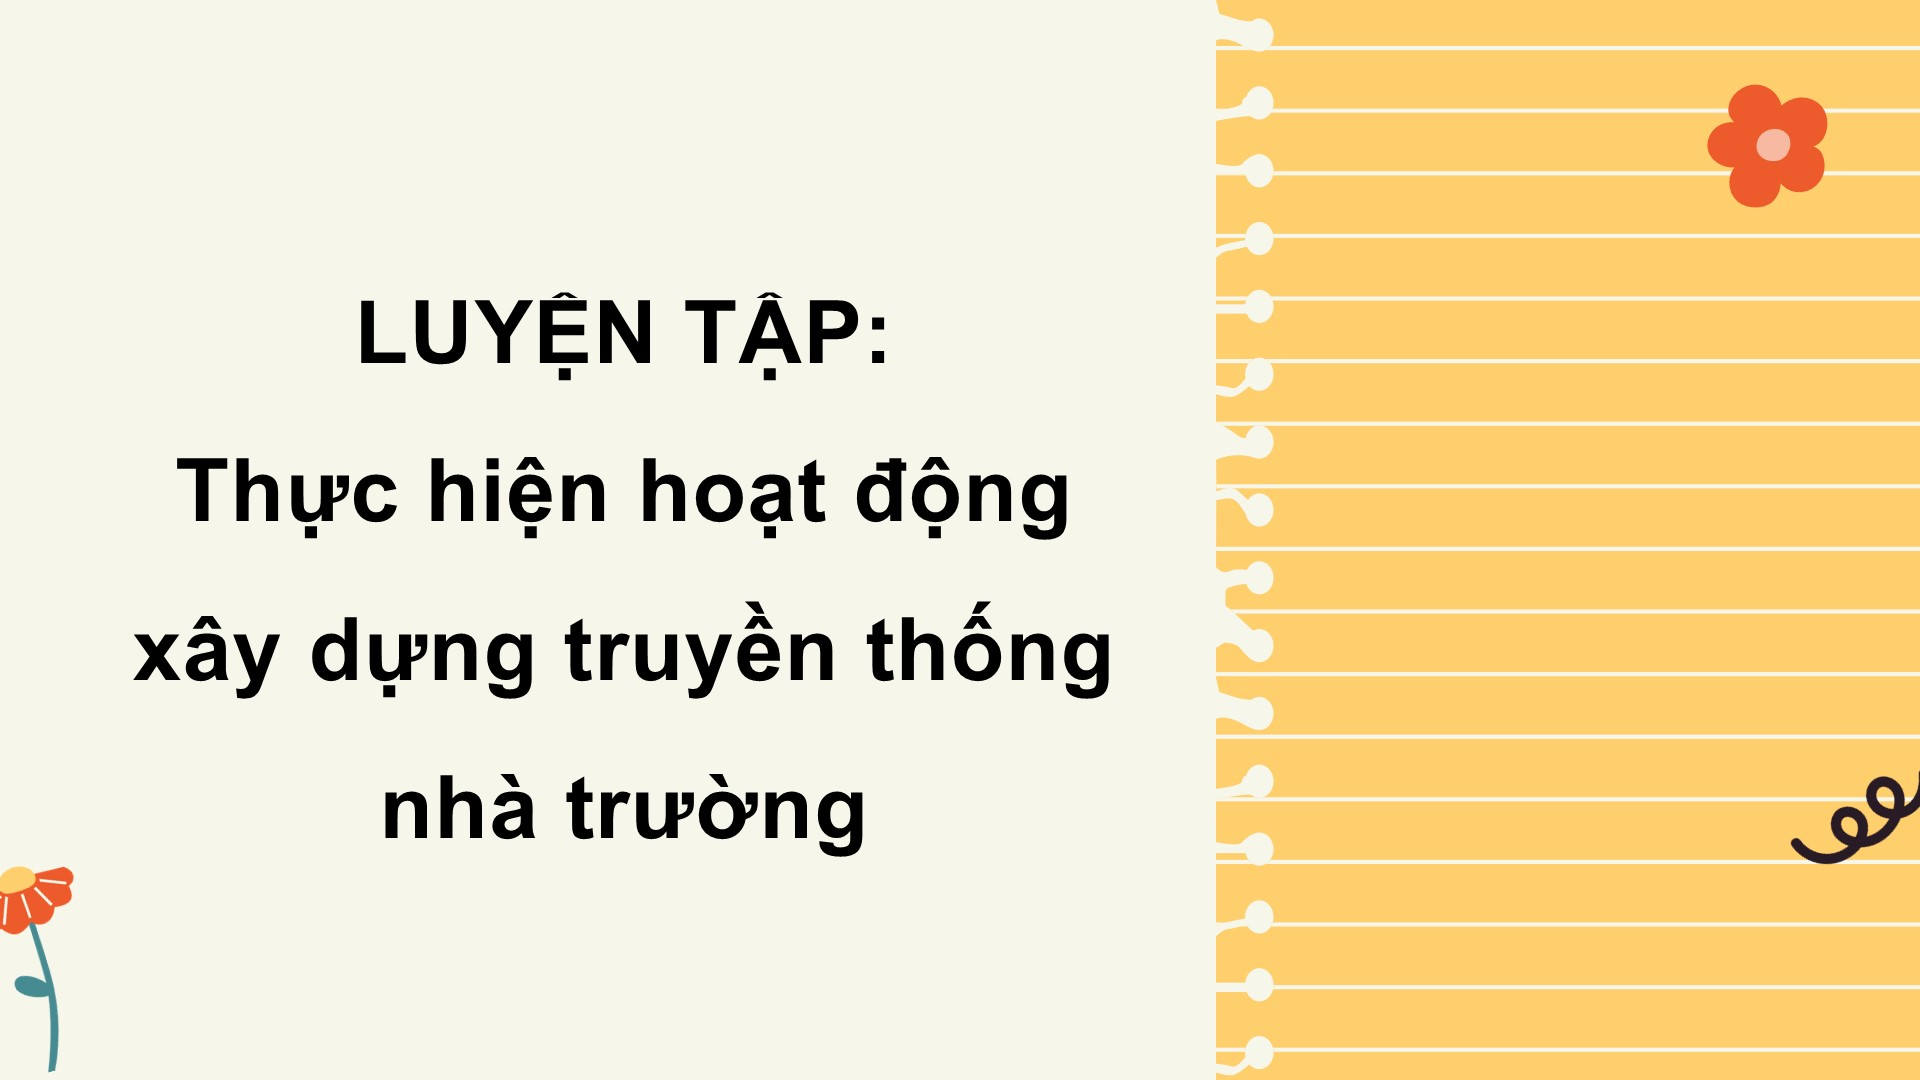 LUYỆN TẬP:
Thực hiện hoạt động
xây dựng truyền thống
nhà trường